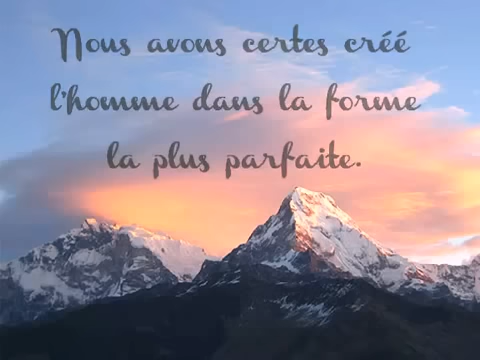 Nous avons certes créé
l'homme dans la forme
la plus parfaite.